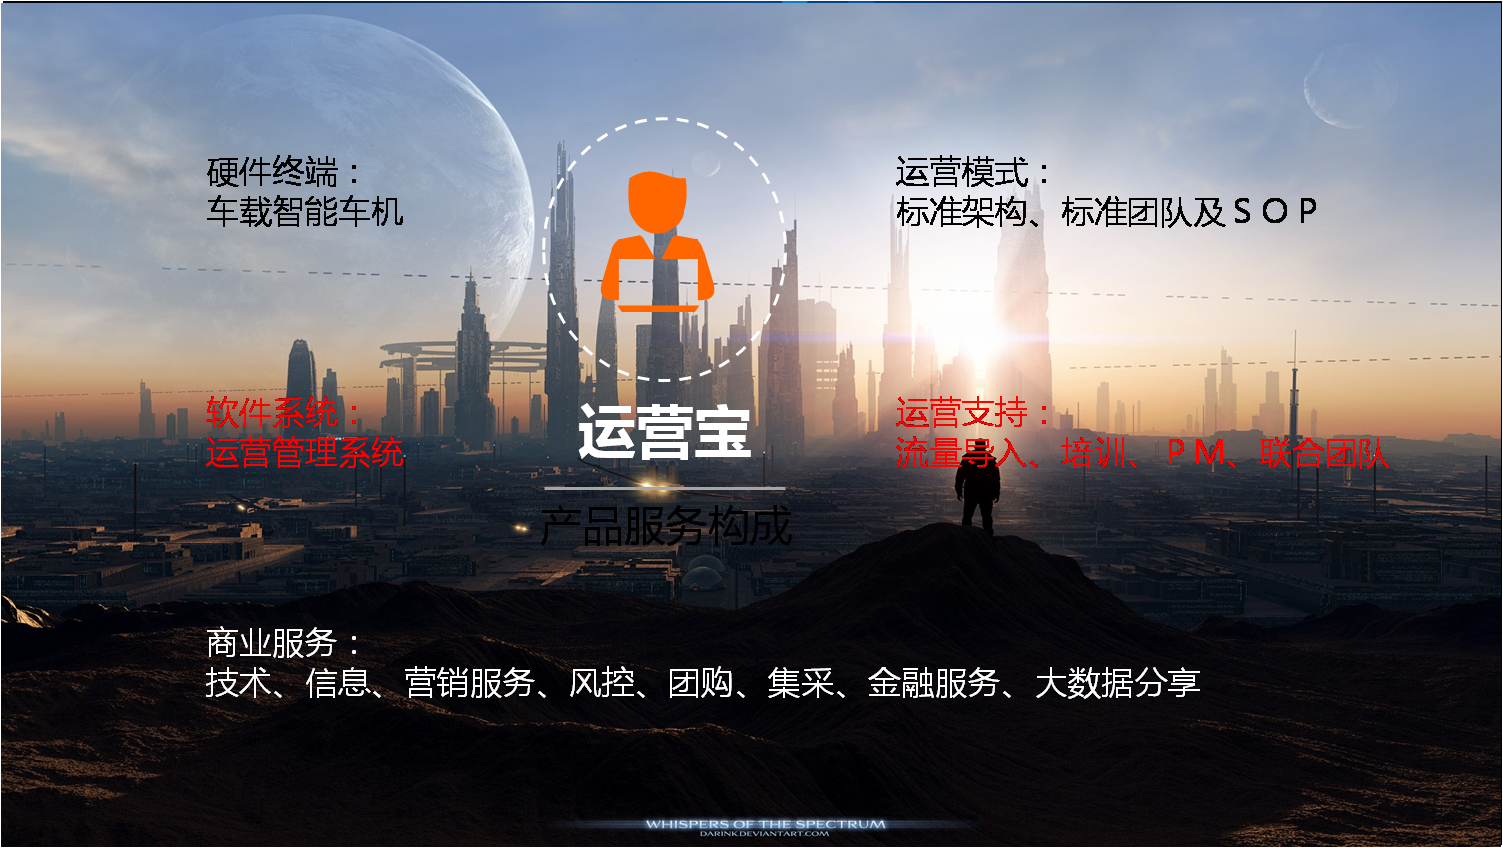 硬件终端：
车载智能车机
运营模式：
标准架构、标准团队及SOP
软件系统：
运营管理系统
运营宝
产品服务构成
运营支持：
流量导入、培训、PM、联合团队
商业服务：
技术、信息、营销服务、风控、团购、集采、金融服务、大数据分享
WHISPERS OF THE SPECTRUM
DARINK.DEVIANTART.COM